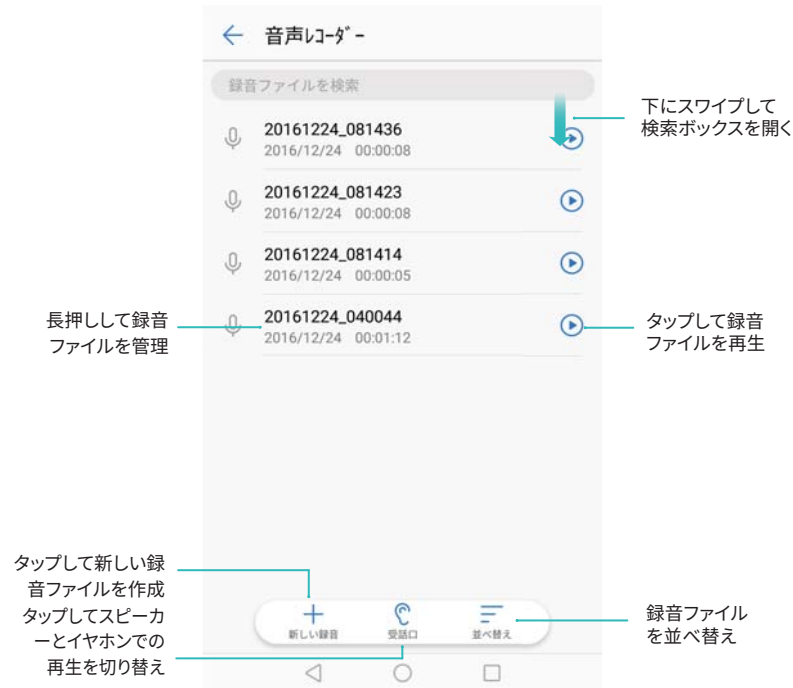 音声ﾚｺｰﾀﾞｰ
録音ファイルを検索
下にスワイプして
検索ボックスを開く
20161224_081436
2016/12/24 00:00:08
20161224_081423
2016/12/24 00:00:08
20161224_081414
2016/12/24 00:00:05
長押しして録音
ファイルを管理
20161224_040044
2016/12/24 00:01:12
タップして録音
ファイルを再生
タップして新しい録
音ファイルを作成
タップしてスピーカ
ーとイヤホンでの
再生を切り替え
新しい録音
受話口
並べ替え
録音ファイル
を並べ替え